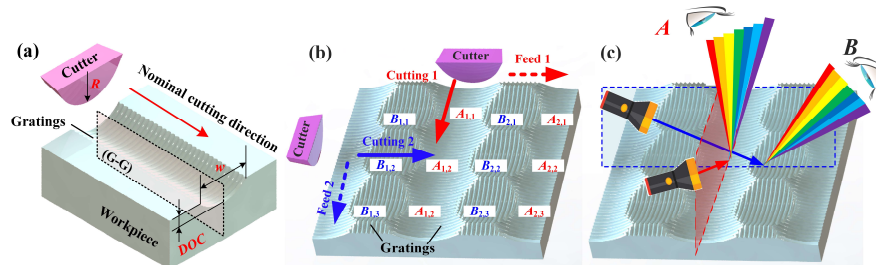 (a)
Cutter
R
Nominal cutting direction
Gratings
(G-G)
w
Workpiece
DOC
(b)
Cutter
Feed 1
Cutting 1
B1,1
A1,1
B2,1
A2,1
Cutter
Cutting 2
B1,2
A1,2
B2,2
A2,2
Feed 2
B1,3
A1,2
B2,3
A2,3
Gratings
(c)
A
B